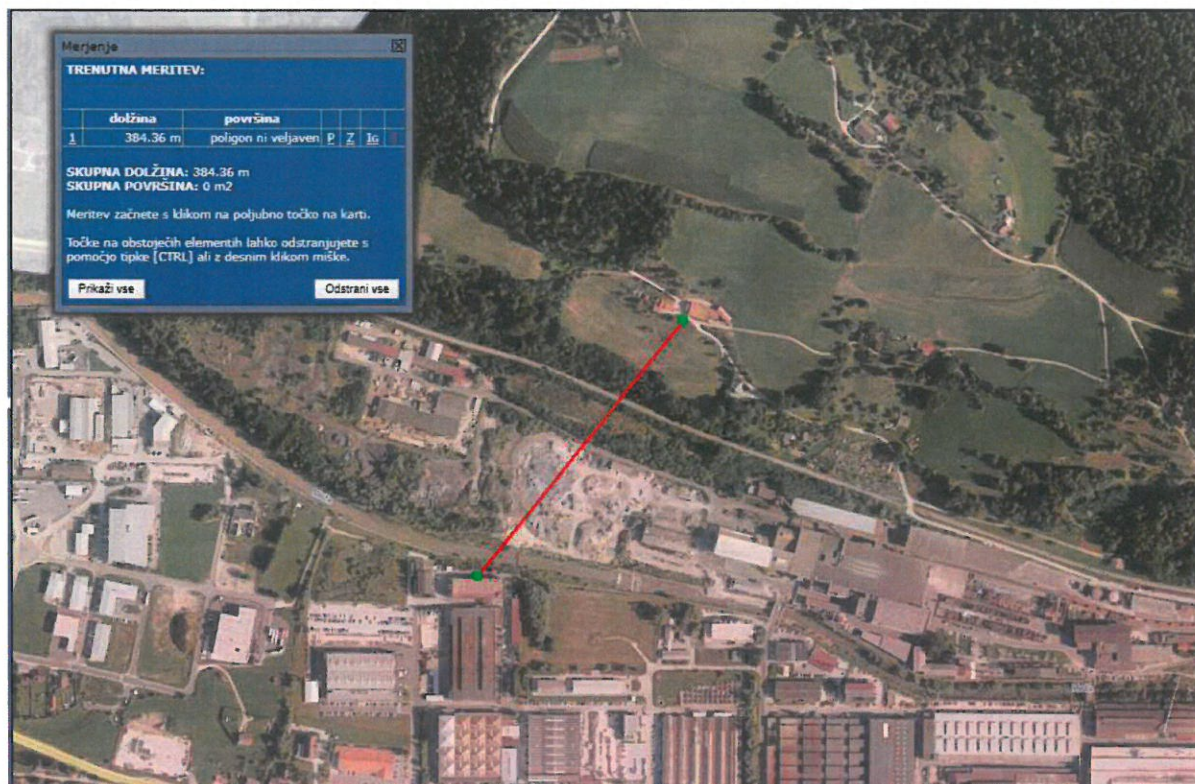 Merjenje
TRENUTNA MERITEV:
dolžina površina
1 384.36 m poligon ni veljaven P Z IG
SKUPNA DOLŽINA: 384.36 m
SKUPNA POVRŠINA: 0 m2
Meritev začnete s klikom na poljubno točko na karti.
Točke na obstoječih elementih lahko odstranjujete s
pomočjo tipke [CTRL] ali z desnim klikom miške.
Prikaži vse Odstrani vse